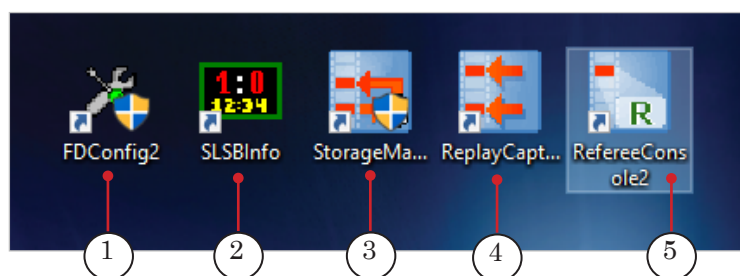 1:0
12:34
R
FDConfig2
SLSBInfo
StorageMa...
ReplayCapt...
RefereeCons
ole2
1
2
3
4
5